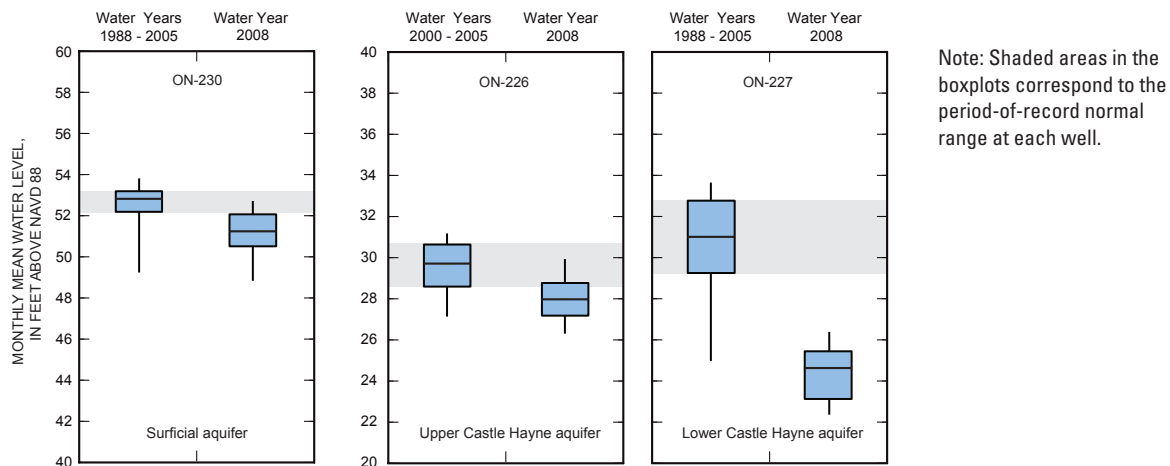 Water Years
1988 - 2005
Water Year
2008
Water Years
2000 - 2005
Water Year
2008
Water Years
1988 - 2005
Water Year
2008
MONTHLY MEAN WATER LEVEL,
IN FEET ABOVE NAVD 88
60
58
56
54
52
50
48
46
44
42
40
ON-230
Surficial aquifer
40
38
36
34
32
30
28
26
24
22
20
ON-226
Upper Castle Hayne aquifer
ON-227
Lower Castle Hayne aquifer
Note: Shaded areas in the
boxplots correspond to the
period-of-record normal
range at each well.